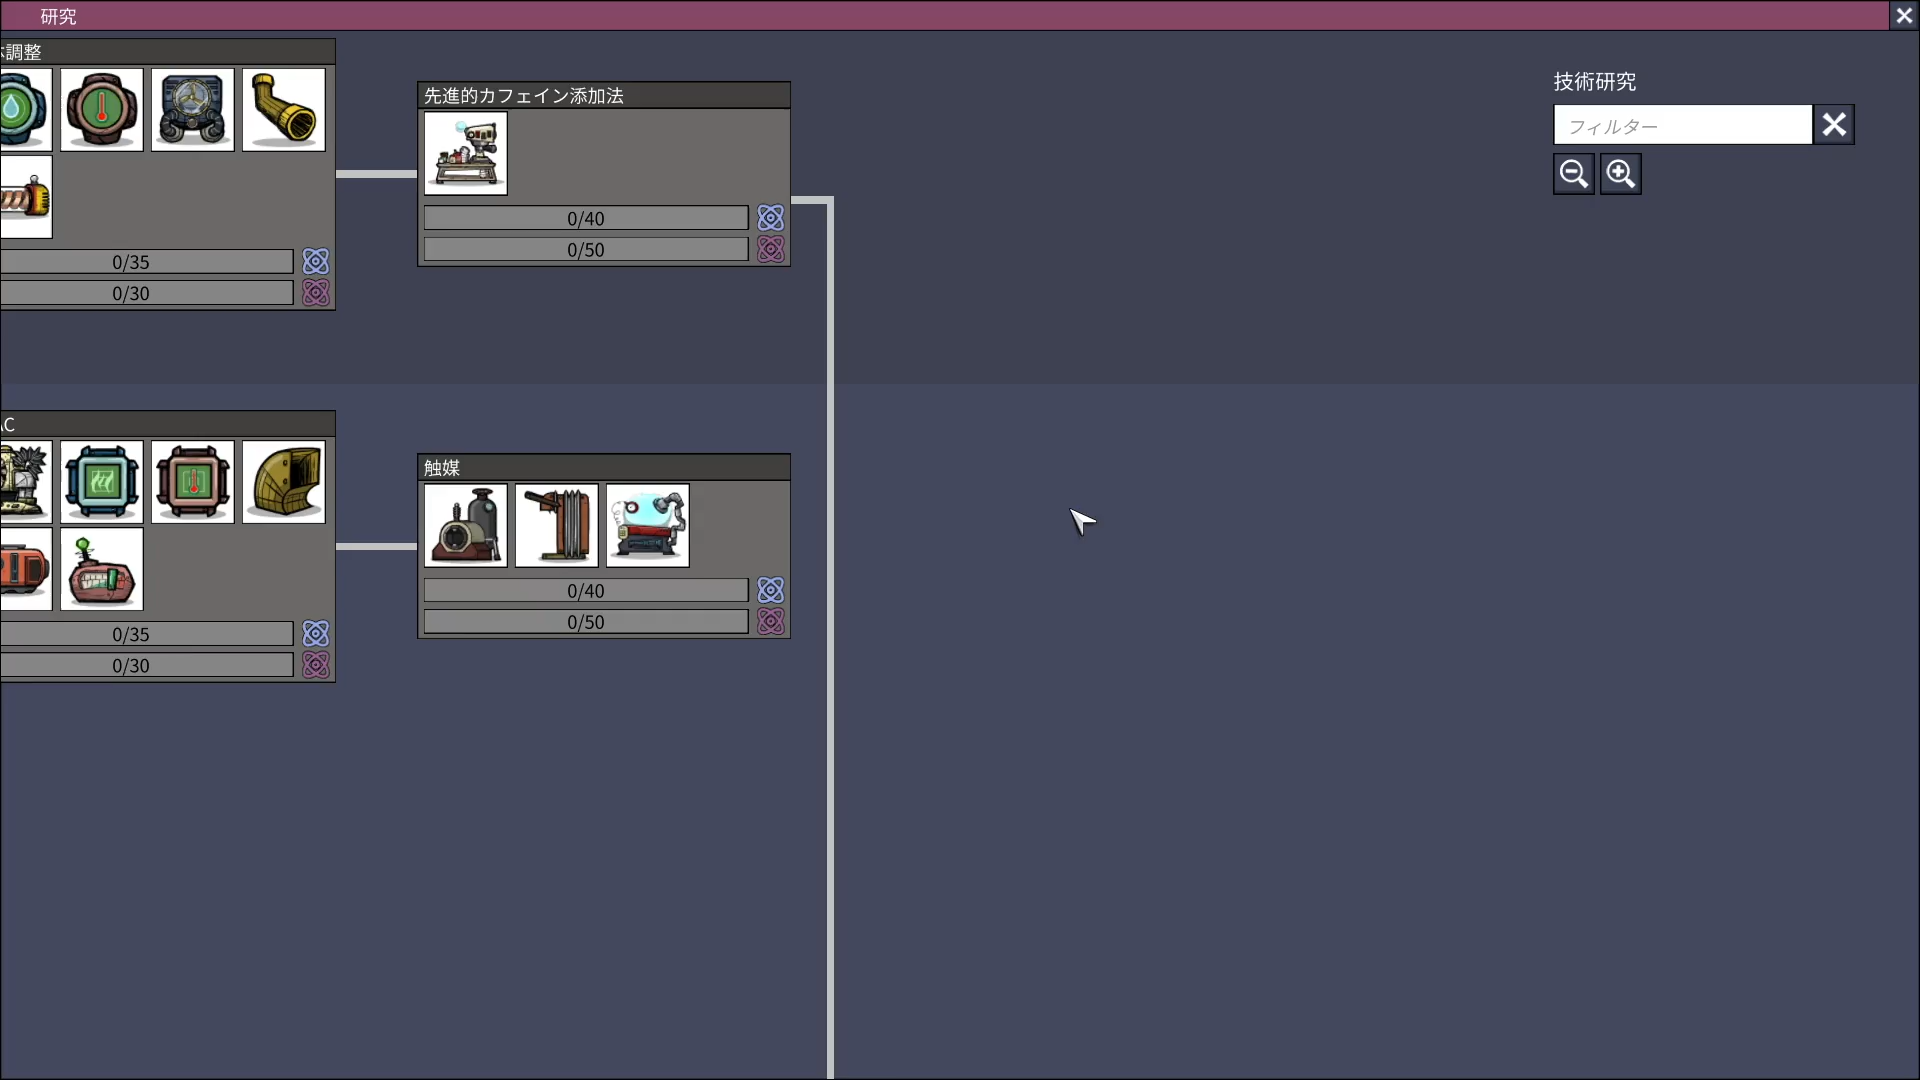 研究
体調整
0/35
0/30
先進的カフェイン添加法
0/40
0/50
技術研究
フィルター
AC
0/35
0/30
触媒
0/40
0/50